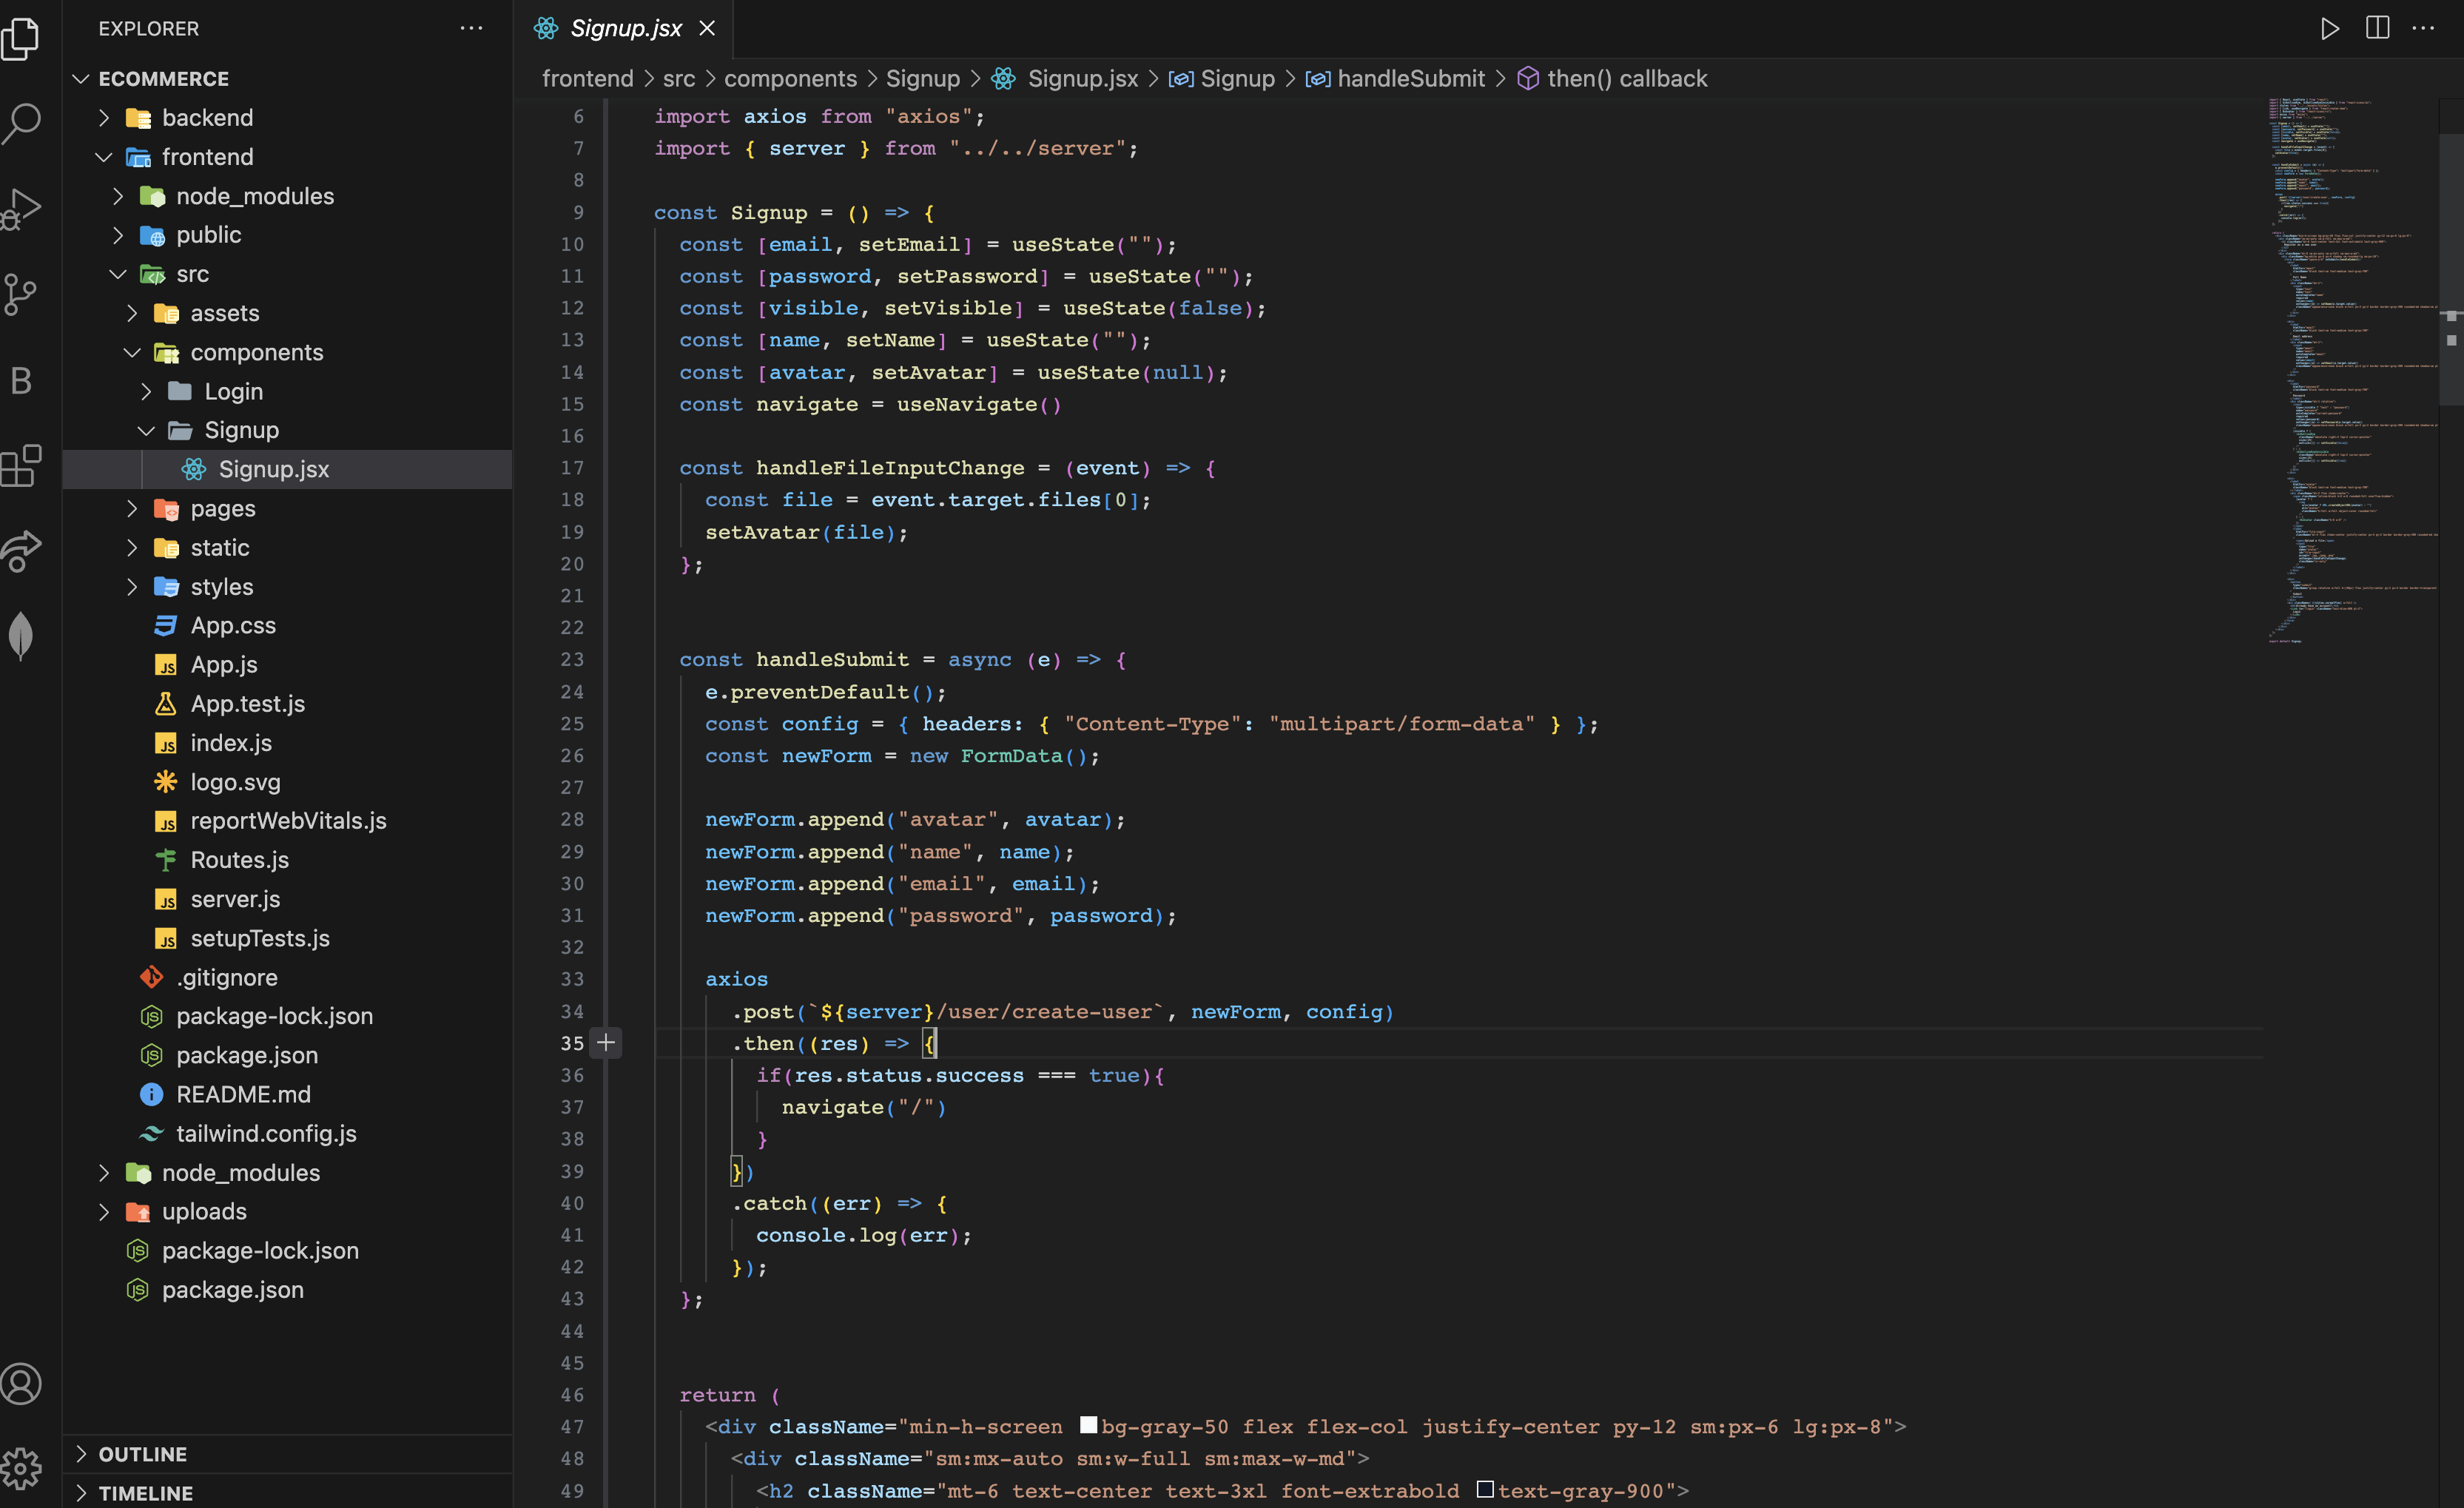 EXPLORER
ECOMMERCE
backend
frontend
node_modules
public
src
assets
components
Login
Signup
Signup.jsx
pages
static
styles
App.css
App.js
App.test.js
index.js
logo.svg
reportWebVitals.js
Routes.js
server.js
setupTests.js
.gitignore
package-lock.json
package.json
README.md
tailwind.config.js
node_modules
uploads
package-lock.json
package.json
OUTLINE
TIMELINE
Signup.jsx
frontend > src > components > Signup > Signup.jsx > Signup > handleSubmit > then() callback
6 import axios from "axios";
7 import { server } from "../../server";
8
9 const Signup = () => {
10 const [email, setEmail] = useState("");
11 const [password, setPassword] = useState("");
12 const [visible, setVisible] = useState(false);
13 const [name, setName] = useState("");
14 const [avatar, setAvatar] = useState(null);
15 const navigate = useNavigate()
16
17 const handleFileInputChange = (event) => {
18 const file = event.target.files[0];
19 setAvatar(file);
20 };
21
22
23 const handleSubmit = async (e) => {
24 e.preventDefault();
25 const config = { headers: { "Content-Type": "multipart/form-data" } };
26 const newForm = new FormData();
27
28 newForm.append("avatar", avatar);
29 newForm.append("name", name);
30 newForm.append("email", email);
31 newForm.append("password", password);
32
33 axios
34 .post(`${server}/user/create-user`, newForm, config)
35 .then((res) => {
36 if(res.status.success === true){
37 navigate("/")
38 }
39 })
40 .catch((err) => {
41 console.log(err);
42 });
43 };
44
45
46 return (
47 <div className="min-h-screen bg-gray-50 flex flex-col justify-center py-12 sm:px-6 lg:px-8">
48 <div className="sm:mx-auto sm:w-full sm:max-w-md">
49 <h2 className="mt-6 text-center text-3xl font-extrabold text-gray-900">